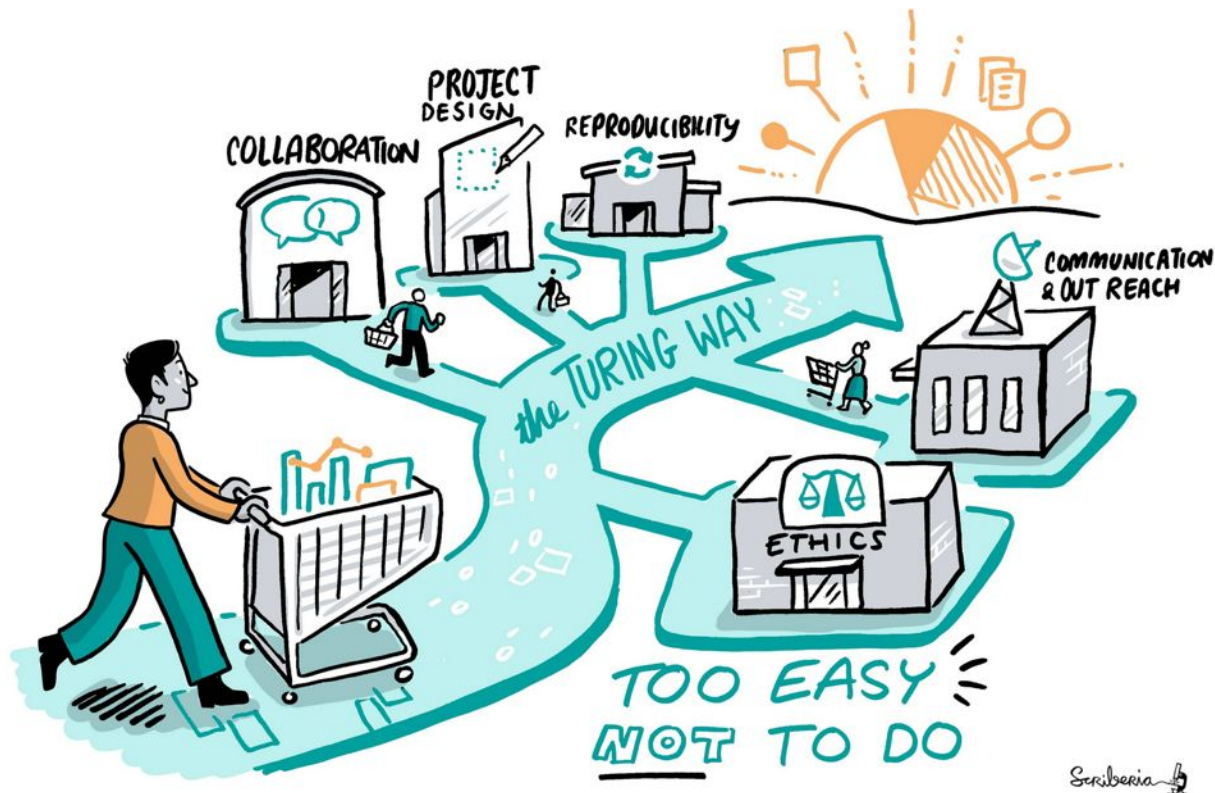 PROJECT
DESIGN
COLLABORATION
REPRODUCIBILITY
COMMUNICATION
& OUT REACH
the TURING WAY
ETHICS
TOO EASY
NOT TO DO
Scriberia